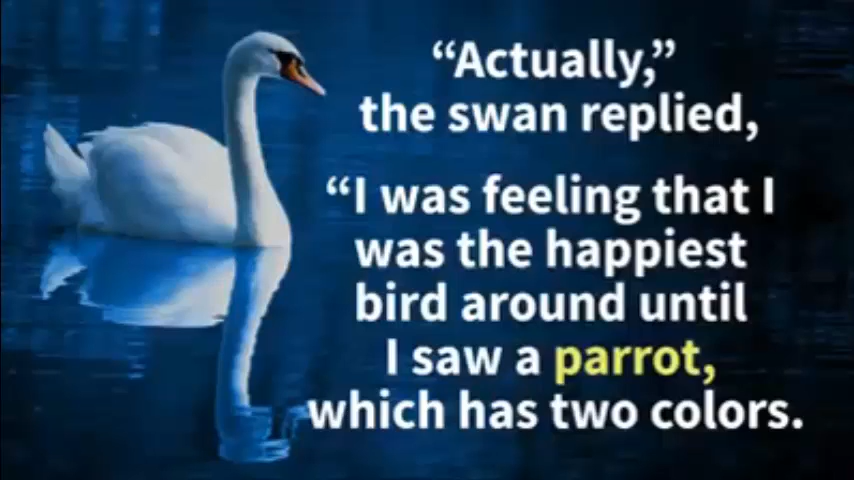 “Actually,”
the swan replied,
“I was feeling that I
was the happiest
bird around until
I saw a parrot,
which has two colors.